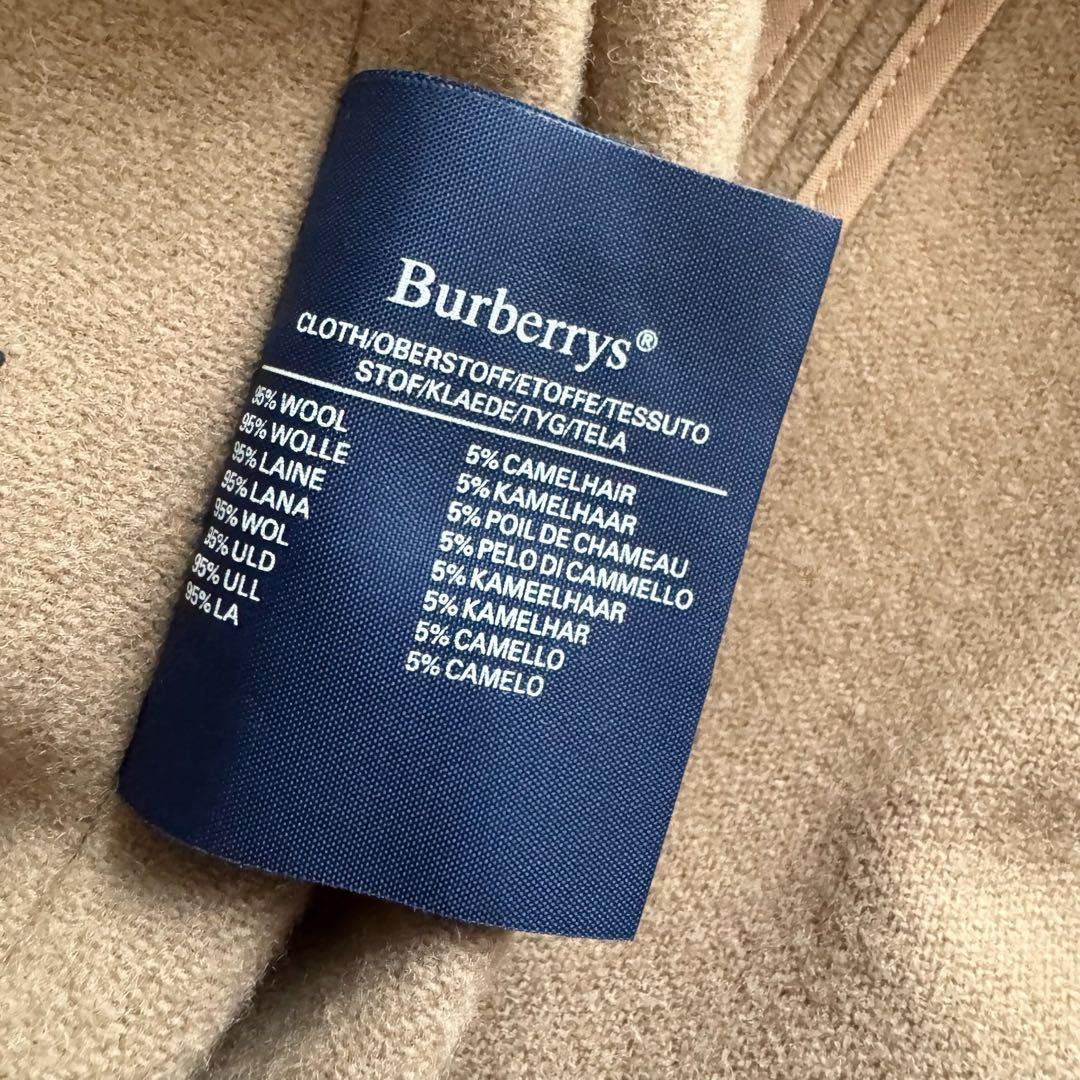 Burberrys®
CLOTH/OBERSTOFF/ETOFFE/TESSUTO
STOF/KLAEDE/TYG/TELA
95% WOOL
95% WOLLE
95% LAINE
95% LANA
95% WOL
95% ULD
95% ULL
95% LA
5% CAMELHAIR
5% KAMELHAAR
5% POIL DE CHAMEAU
5% PELO DI CAMMELLO
5% KAMEELHAAR
5% KAMELHAR
5% CAMELLO
5% CAMELO